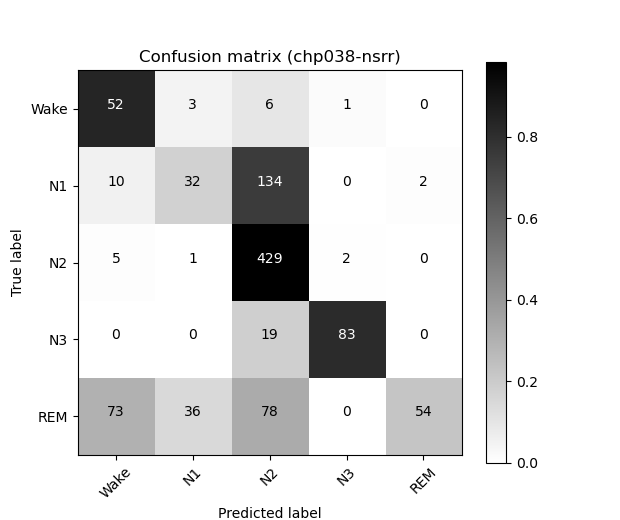 Confusion matrix (chp038-nsrr)
True label
Wake 52 3 6 1 0
N1 10 32 134 0 2
N2 5 1 429 2 0
N3 0 0 19 83 0
REM 73 36 78 0 54
Wake N1 N2 N3 REM
Predicted label
0.8
0.6
0.4
0.2
0.0